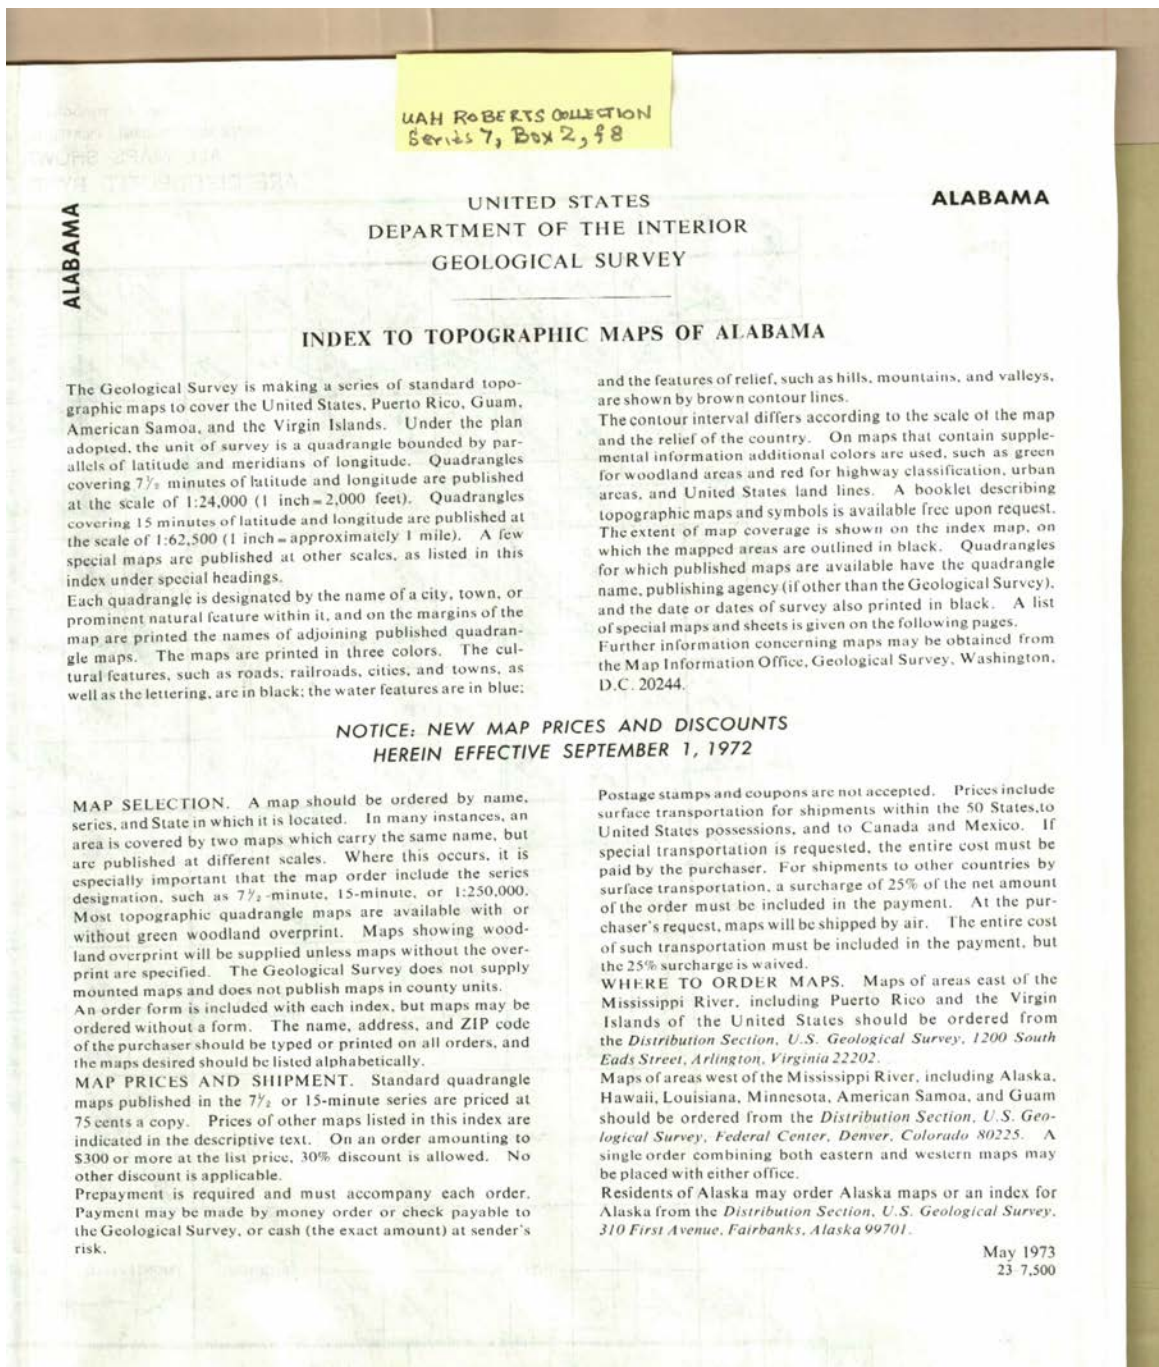 UAH ROBERTS COLLECTION
Series 7, Box 2, f8
ALABAMA
ALABAMA
UNITED STATES
DEPARTMENT OF THE INTERIOR
GEOLOGICAL SURVEY
INDEX TO TOPOGRAPHIC MAPS OF ALABAMA
The Geological Survey is making a series of standard topo-
graphic maps to cover the United States, Puerto Rico, Guam,
American Samoa, and the Virgin Islands. Under the plan
adopted, the unit of survey is a quadrangle bounded by par-
allels of latitude and meridians of longitude. Quadrangles
covering 7½ minutes of latitude and longitude are published
at the scale of 1:24,000 (1 inch = 2,000 feet). Quadrangles
covering 15 minutes of latitude and longitude are published at
the scale of 1:62,500 (1 inch = approximately 1 mile). A few
special maps are published at other scales, as listed in this
index under special headings.
Each quadrangle is designated by the name of a city, town, or
prominent natural feature within it, and on the margins of the
map are printed the names of adjoining published quadran-
gle maps. The maps are printed in three colors. The cul-
tural features, such as roads, railroads, cities, and towns, as
well as the lettering, are in black; the water features are in blue;
and the features of relief, such as hills, mountains, and valleys,
are shown by brown contour lines.
The contour interval differs according to the scale of the map
and the relief of the country. On maps that contain supple-
mental information additional colors are used, such as green
for woodland areas and red for highway classification, urban
areas, and United States land lines. A booklet describing
topographic maps and symbols is available free upon request.
The extent of map coverage is shown on the index map, on
which the mapped areas are outlined in black. Quadrangles
for which published maps are available have the quadrangle
name, publishing agency (if other than the Geological Survey),
and the date or dates of survey also printed in black. A list
of special maps and sheets is given on the following pages.
Further information concerning maps may be obtained from
the Map Information Office, Geological Survey, Washington,
D.C. 20244.
NOTICE: NEW MAP PRICES AND DISCOUNTS
HEREIN EFFECTIVE SEPTEMBER 1, 1972
MAP SELECTION. A map should be ordered by name,
series, and State in which it is located. In many instances, an
area is covered by two maps which carry the same name, but
are published at different scales. Where this occurs, it is
especially important that the map order include the series
designation, such as 7½-minute, 15-minute, or 1:250,000.
Most topographic quadrangle maps are available with or
without green woodland overprint. Maps showing wood-
land overprint will be supplied unless maps without the over-
print are specified. The Geological Survey does not supply
mounted maps and does not publish maps in county units.
An order form is included with each index, but maps may be
ordered without a form. The name, address, and ZIP code
of the purchaser should be typed or printed on all orders, and
the maps desired should be listed alphabetically.
MAP PRICES AND SHIPMENT. Standard quadrangle
maps published in the 7½ or 15-minute series are priced at
75 cents a copy. Prices of other maps listed in this index are
indicated in the descriptive text. On an order amounting to
$300 or more at the list price, 30% discount is allowed. No
other discount is applicable.
Prepayment is required and must accompany each order.
Payment may be made by money order or check payable to
the Geological Survey, or cash (the exact amount) at sender's
risk.
Postage stamps and coupons are not accepted. Prices include
surface transportation for shipments within the 50 States,to
United States possessions, and to Canada and Mexico. If
special transportation is requested, the entire cost must be
paid by the purchaser. For shipments to other countries by
surface transportation, a surcharge of 25% of the net amount
of the order must be included in the payment. At the pur-
chaser's request, maps will be shipped by air. The entire cost
of such transportation must be included in the payment, but
the 25% surcharge is waived.
WHERE TO ORDER MAPS. Maps of areas east of the
Mississippi River, including Puerto Rico and the Virgin
Islands of the United States should be ordered from
the Distribution Section, U.S. Geological Survey, 1200 South
Eads Street, Arlington, Virginia 22202.
Maps of areas west of the Mississippi River, including Alaska,
Hawaii, Louisiana, Minnesota, American Samoa, and Guam
should be ordered from the Distribution Section, U.S. Geo-
logical Survey, Federal Center, Denver, Colorado 80225. A
single order combining both eastern and western maps may
be placed with either office.
Residents of Alaska may order Alaska maps or an index for
Alaska from the Distribution Section, U.S. Geological Survey,
310 First Avenue, Fairbanks, Alaska 99701.
May 1973
23-7,500